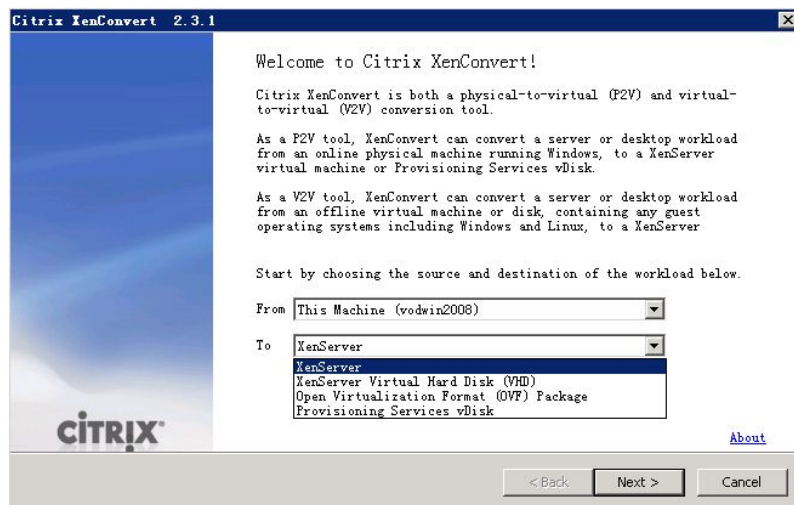 Citrix XenConvert 2.3.1
Welcome to Citrix XenConvert!
Citrix XenConvert is both a physical-to-virtual (P2V) and virtual-
to-virtual (V2V) conversion tool.
As a P2V tool, XenConvert can convert a server or desktop workload
from an online physical machine running Windows, to a XenServer
virtual machine or Provisioning Services vDisk.
As a V2V tool, XenConvert can convert a server or desktop workload
from an offline virtual machine or disk, containing any guest
operating systems including Windows and Linux, to a XenServer
Start by choosing the source and destination of the workload below.
From This Machine (vodwin2008)
To XenServer
XenServer
XenServer Virtual Hard Disk (VHD)
Open Virtualization Format (OVF) Package
Provisioning Services vDisk
CITRIX
About
< Back Next > Cancel